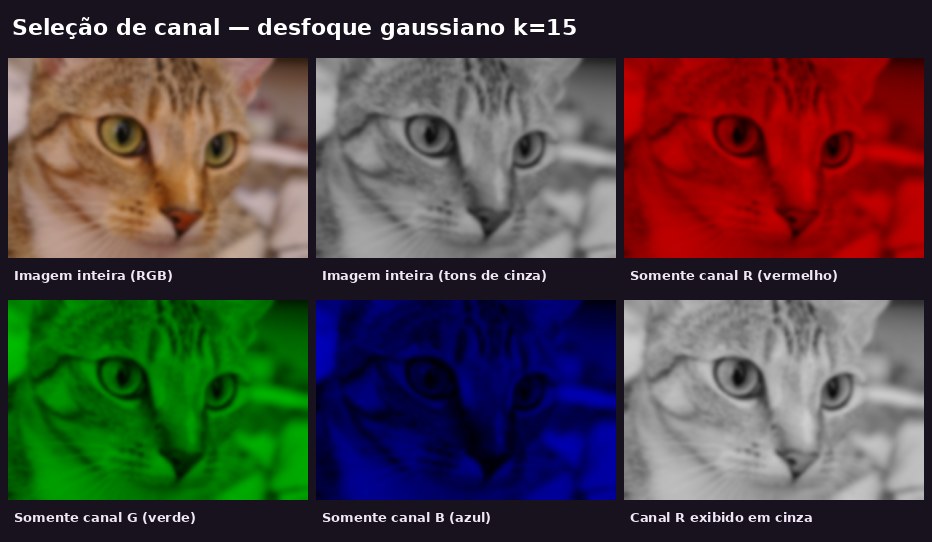 Seleção de canal — desfoque gaussiano k=15
Imagem inteira (RGB)
Imagem inteira (tons de cinza)
Somente canal R (vermelho)
Somente canal G (verde)
Somente canal B (azul)
Canal R exibido em cinza